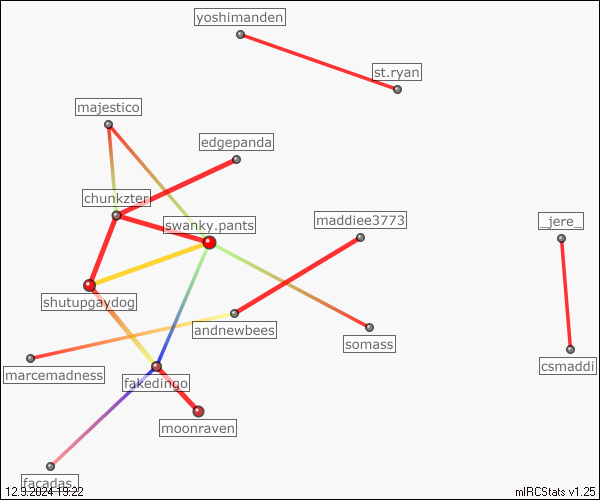 yoshimanden
st.ryan
majestico
edgepanda
chunkzter
swanky.pants
maddiee3773
_jere_
shutupgaydog
andnewbees
somass
marcemadness
fakedingo
csmaddi
moonraven
facadas_
12.9.2024 19:22
mIRCStats v1.25